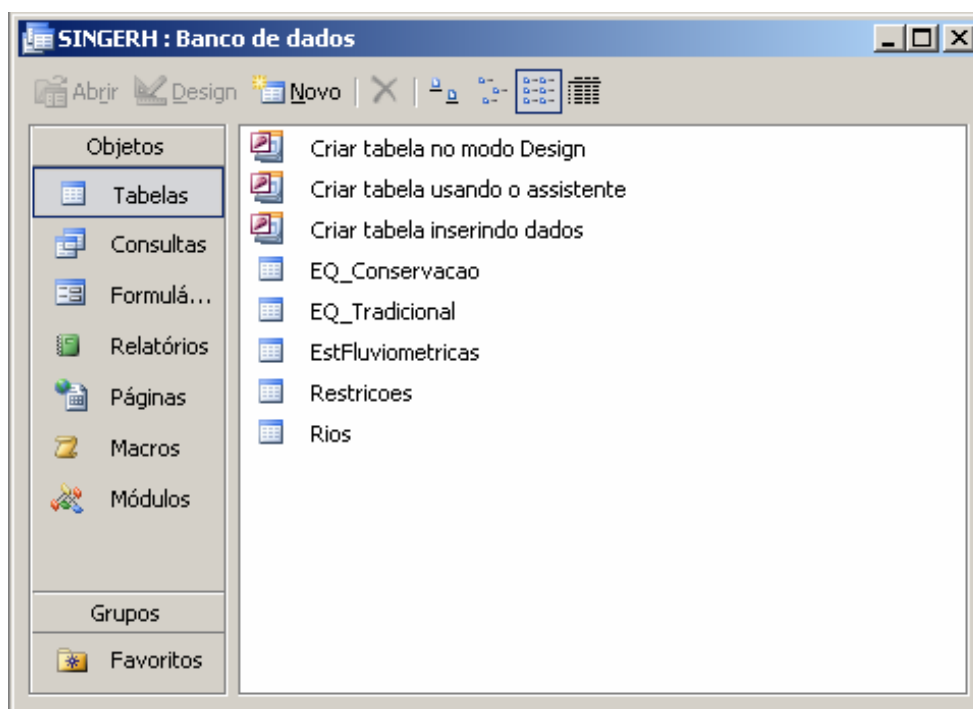 SINGERH : Banco de dados
Abrir Design Novo
Objetos
Tabelas
Consultas
Formulá...
Relatórios
Páginas
Macros
Módulos
Grupos
Favoritos
Criar tabela no modo Design
Criar tabela usando o assistente
Criar tabela inserindo dados
EQ_Conservacao
EQ_Tradicional
EstFluviometricas
Restricoes
Rios